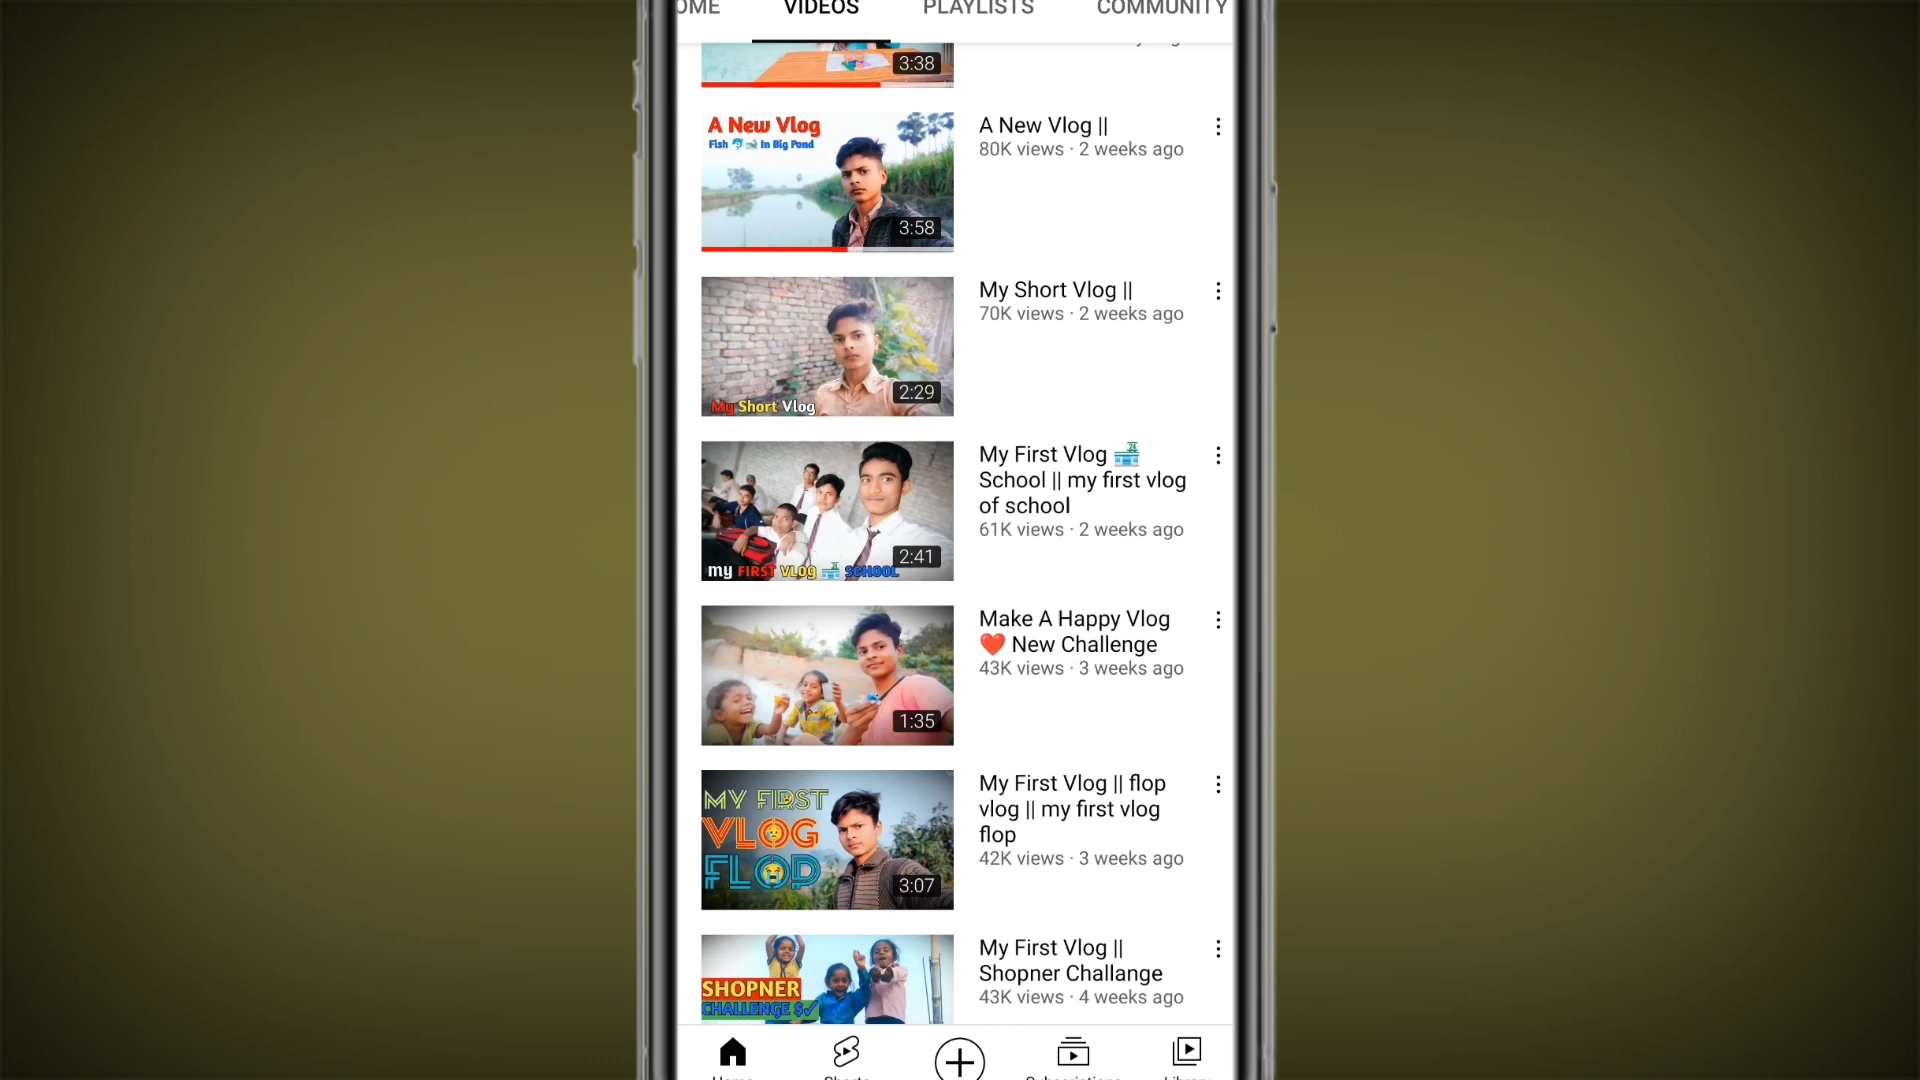 VIDEOS
PLAYLISTS
COMMUNITY
3:38
A New Vlog
Fish 🐬🐊 In Big Pond
3:58
A New Vlog ||
80K views · 2 weeks ago
My Short Vlog
2:29
My Short Vlog ||
70K views · 2 weeks ago
my FIRST VLOG 🏪 SCHOOL
2:41
My First Vlog 🏪
School || my first vlog
of school
61K views · 2 weeks ago
1:35
Make A Happy Vlog
❤️ New Challenge
43K views · 3 weeks ago
MY FIRST
VLOG
FLOP
3:07
My First Vlog || flop
vlog || my first vlog
flop
42K views · 3 weeks ago
SHOPNER
CHALLENGE $✓
My First Vlog ||
Shopner Challange
43K views · 4 weeks ago